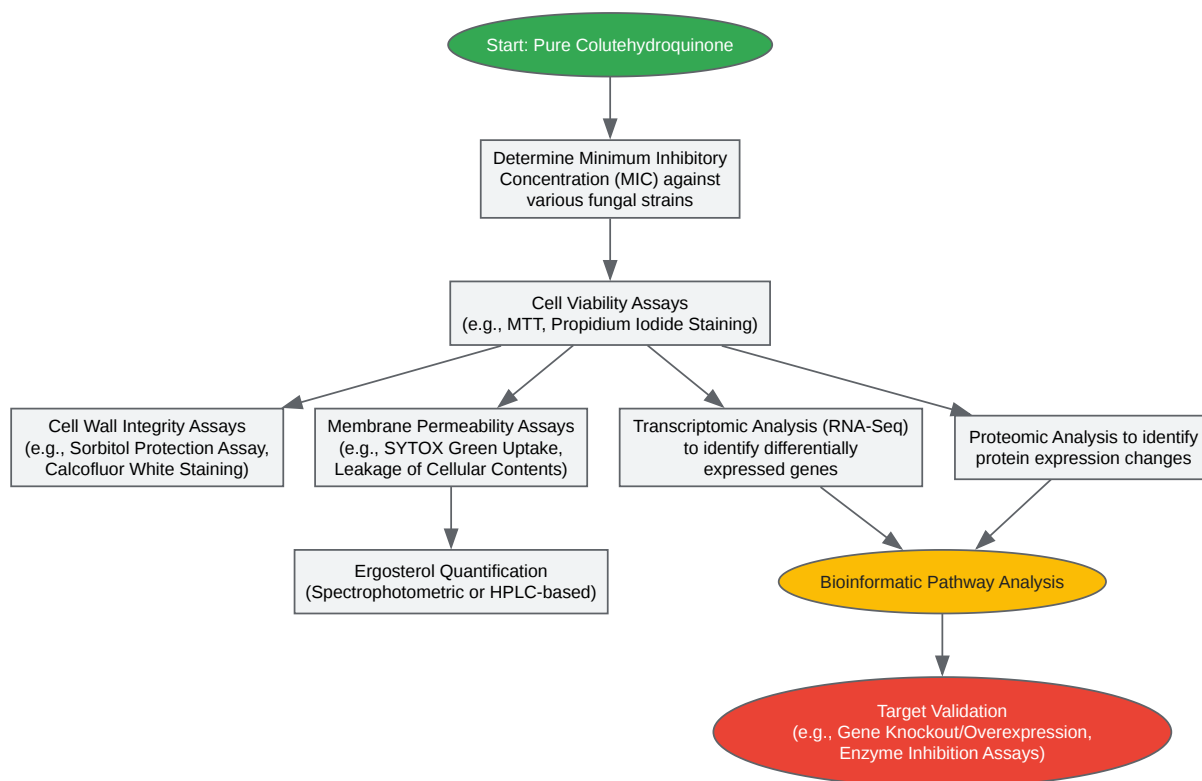 Start: Pure Colutehydroquinone
Determine Minimum Inhibitory
Concentration (MIC) against
various fungal strains
Cell Viability Assays
(e.g., MTT, Propidium Iodide Staining)
Cell Wall Integrity Assays
(e.g., Sorbitol Protection Assay,
Calcofluor White Staining)
Membrane Permeability Assays
(e.g., SYTOX Green Uptake,
Leakage of Cellular Contents)
Transcriptomic Analysis (RNA-Seq)
to identify differentially
expressed genes
Proteomic Analysis to identify
protein expression changes
Ergosterol Quantification
(Spectrophotometric or HPLC-based)
Bioinformatic Pathway Analysis
Target Validation
(e.g., Gene Knockout/Overexpression,
Enzyme Inhibition Assays)